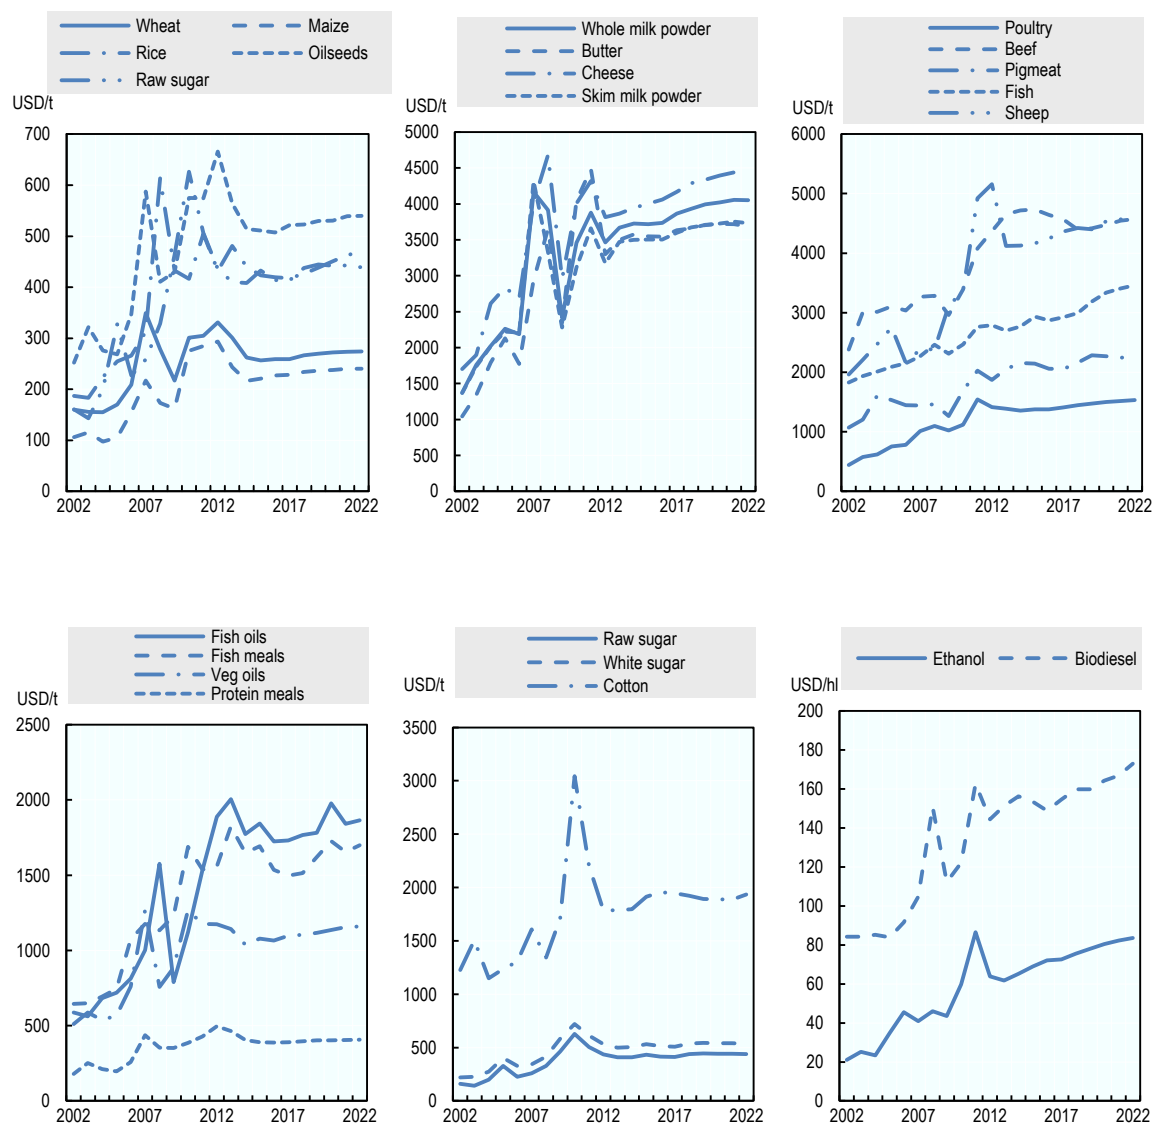 Wheat Maize
Rice Oilseeds
Raw sugar
USD/t
700
600
500
400
300
200
100
0
2002 2007 2012 2017 2022
Whole milk powder
Butter
Cheese
Skim milk powder
USD/t
5000
4500
4000
3500
3000
2500
2000
1500
1000
500
0
2002 2007 2012 2017 2022
Poultry
Beef
Pigmeat
Fish
Sheep
USD/t
6000
5000
4000
3000
2000
1000
0
2002 2007 2012 2017 2022
Fish oils
Fish meals
Veg oils
Protein meals
USD/t
2500
2000
1500
1000
500
0
2002 2007 2012 2017 2022
Raw sugar
White sugar
Cotton
USD/t
3500
3000
2500
2000
1500
1000
500
0
2002 2007 2012 2017 2022
Ethanol Biodiesel
USD/hl
200
180
160
140
120
100
80
60
40
20
0
2002 2007 2012 2017 2022